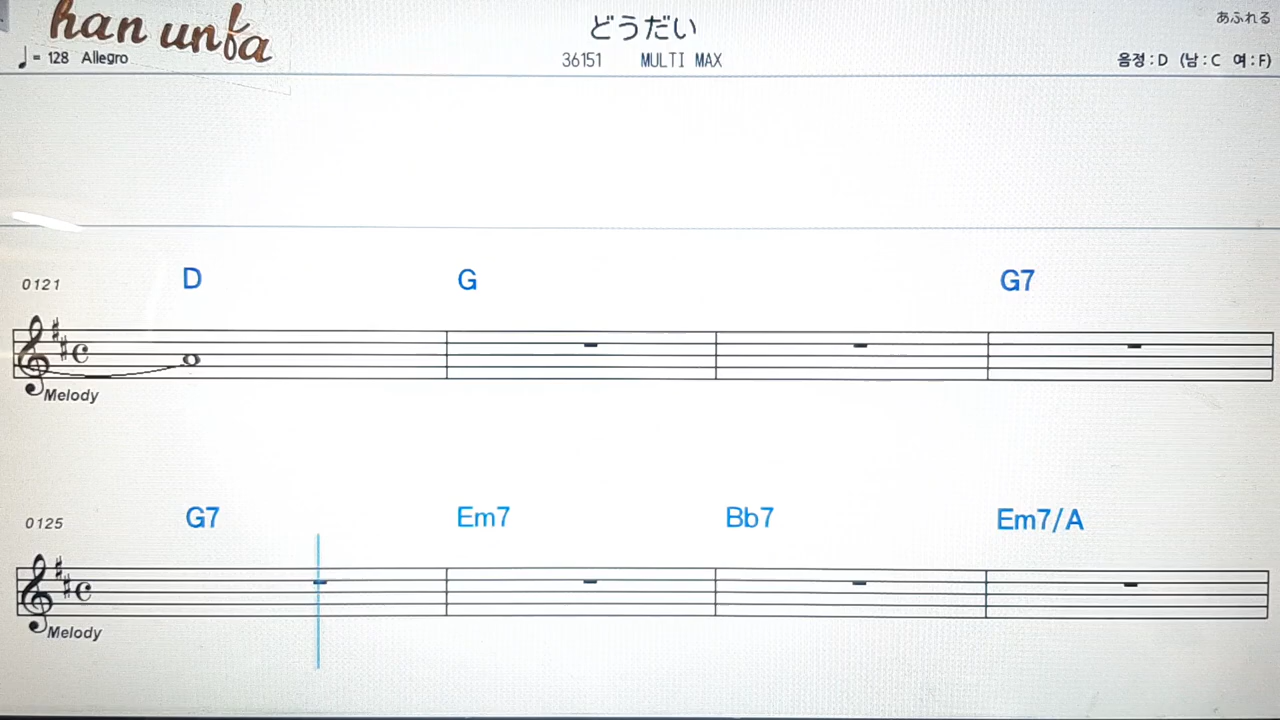 han unfa
どうだい
あふれる
♩= 128 Allegro
36151 MULTI MAX
음정:D (남:C 여:F)
0121 D G G7
Melody
0125 G7 Em7 Bb7 Em7/A
Melody